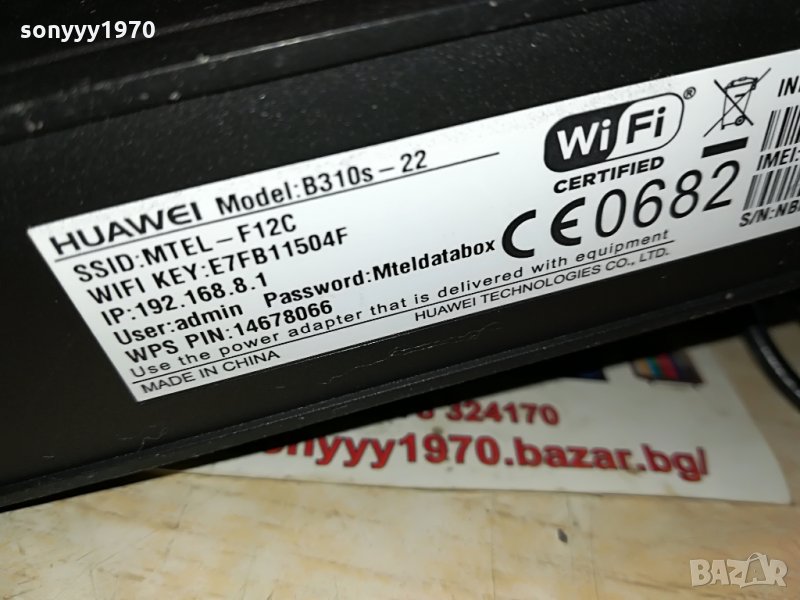 sonyyy1970
HUAWEI Model:B310s-22
SSID:MTEL-F12C
WIFI KEY:E7FB11504F
IP:192.168.8.1
User:admin Password:Mteldatabox
WPS PIN:14678066
Use the power adapter that is delivered with equipment
HUAWEI TECHNOLOGIES CO., LTD.
MADE IN CHINA
WiFi®
CERTIFIED
CE0682
IMEI:
S/N:
324170
sonyyy1970.bazar.bg/
BAZAR